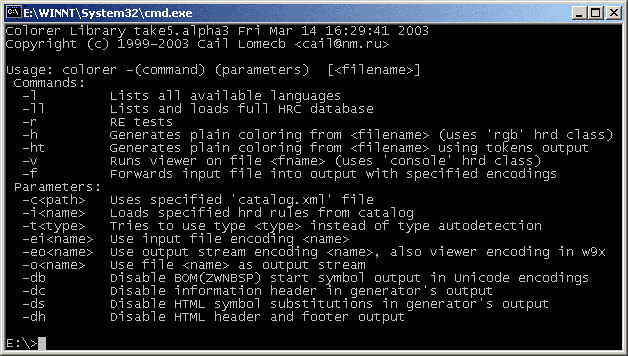 E:\WINNT\System32\cmd.exe
Colorer Library take5.alpha3 Fri Mar 14 16:29:41 2003
Copyright (c) 1999-2003 Cail Lomecb <cail@nm.ru>
Usage: colorer -(command) (parameters)  [<filename>]
Commands:
-l Lists all available languages
-ll Lists and loads full HRC database
-r RE tests
-h Generates plain coloring from <filename> (uses 'rgb' hrd class)
-ht Generates plain coloring from <filename> using tokens output
-v Runs viewer on file <fname> (uses 'console' hrd class)
-f Forwards input file into output with specified encodings
Parameters:
-c<path> Uses specified 'catalog.xml' file
-i<name> Loads specified hrd rules from catalog
-t<type> Tries to use type <type> instead of type autodetection
-ei<name> Use input file encoding <name>
-eo<name> Use output stream encoding <name>, also viewer encoding in w9x
-o<name> Use file <name> as output stream
-db Disable BOM(ZWNBSP) start symbol output in Unicode encodings
-dc Disable information header in generator's output
-ds Disable HTML symbol substitutions in generator's output
-dh Disable HTML header and footer output
E:\>